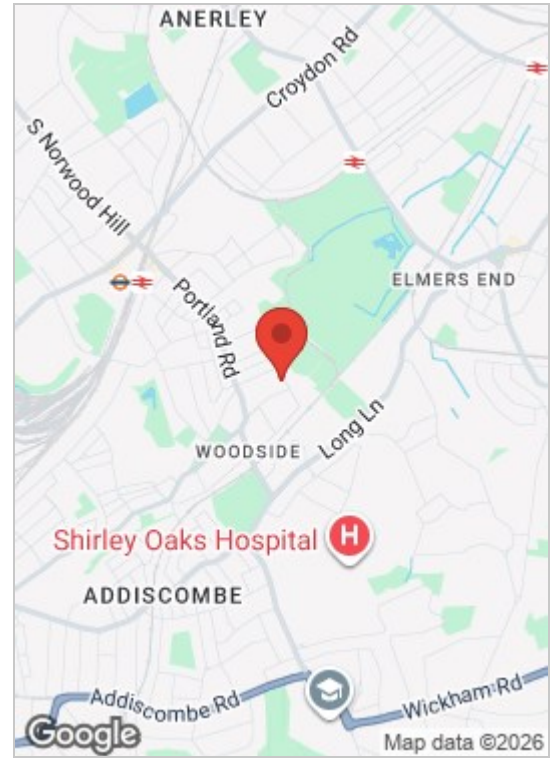 ANERLEY
Croydon Rd
S Norwood Hill
ELMERS END
Portland Rd
WOODSIDE
Long Ln
Shirley Oaks Hospital
H
ADDISCOMBE
Addiscombe Rd
Wickham Rd
Google
Map data ©2026